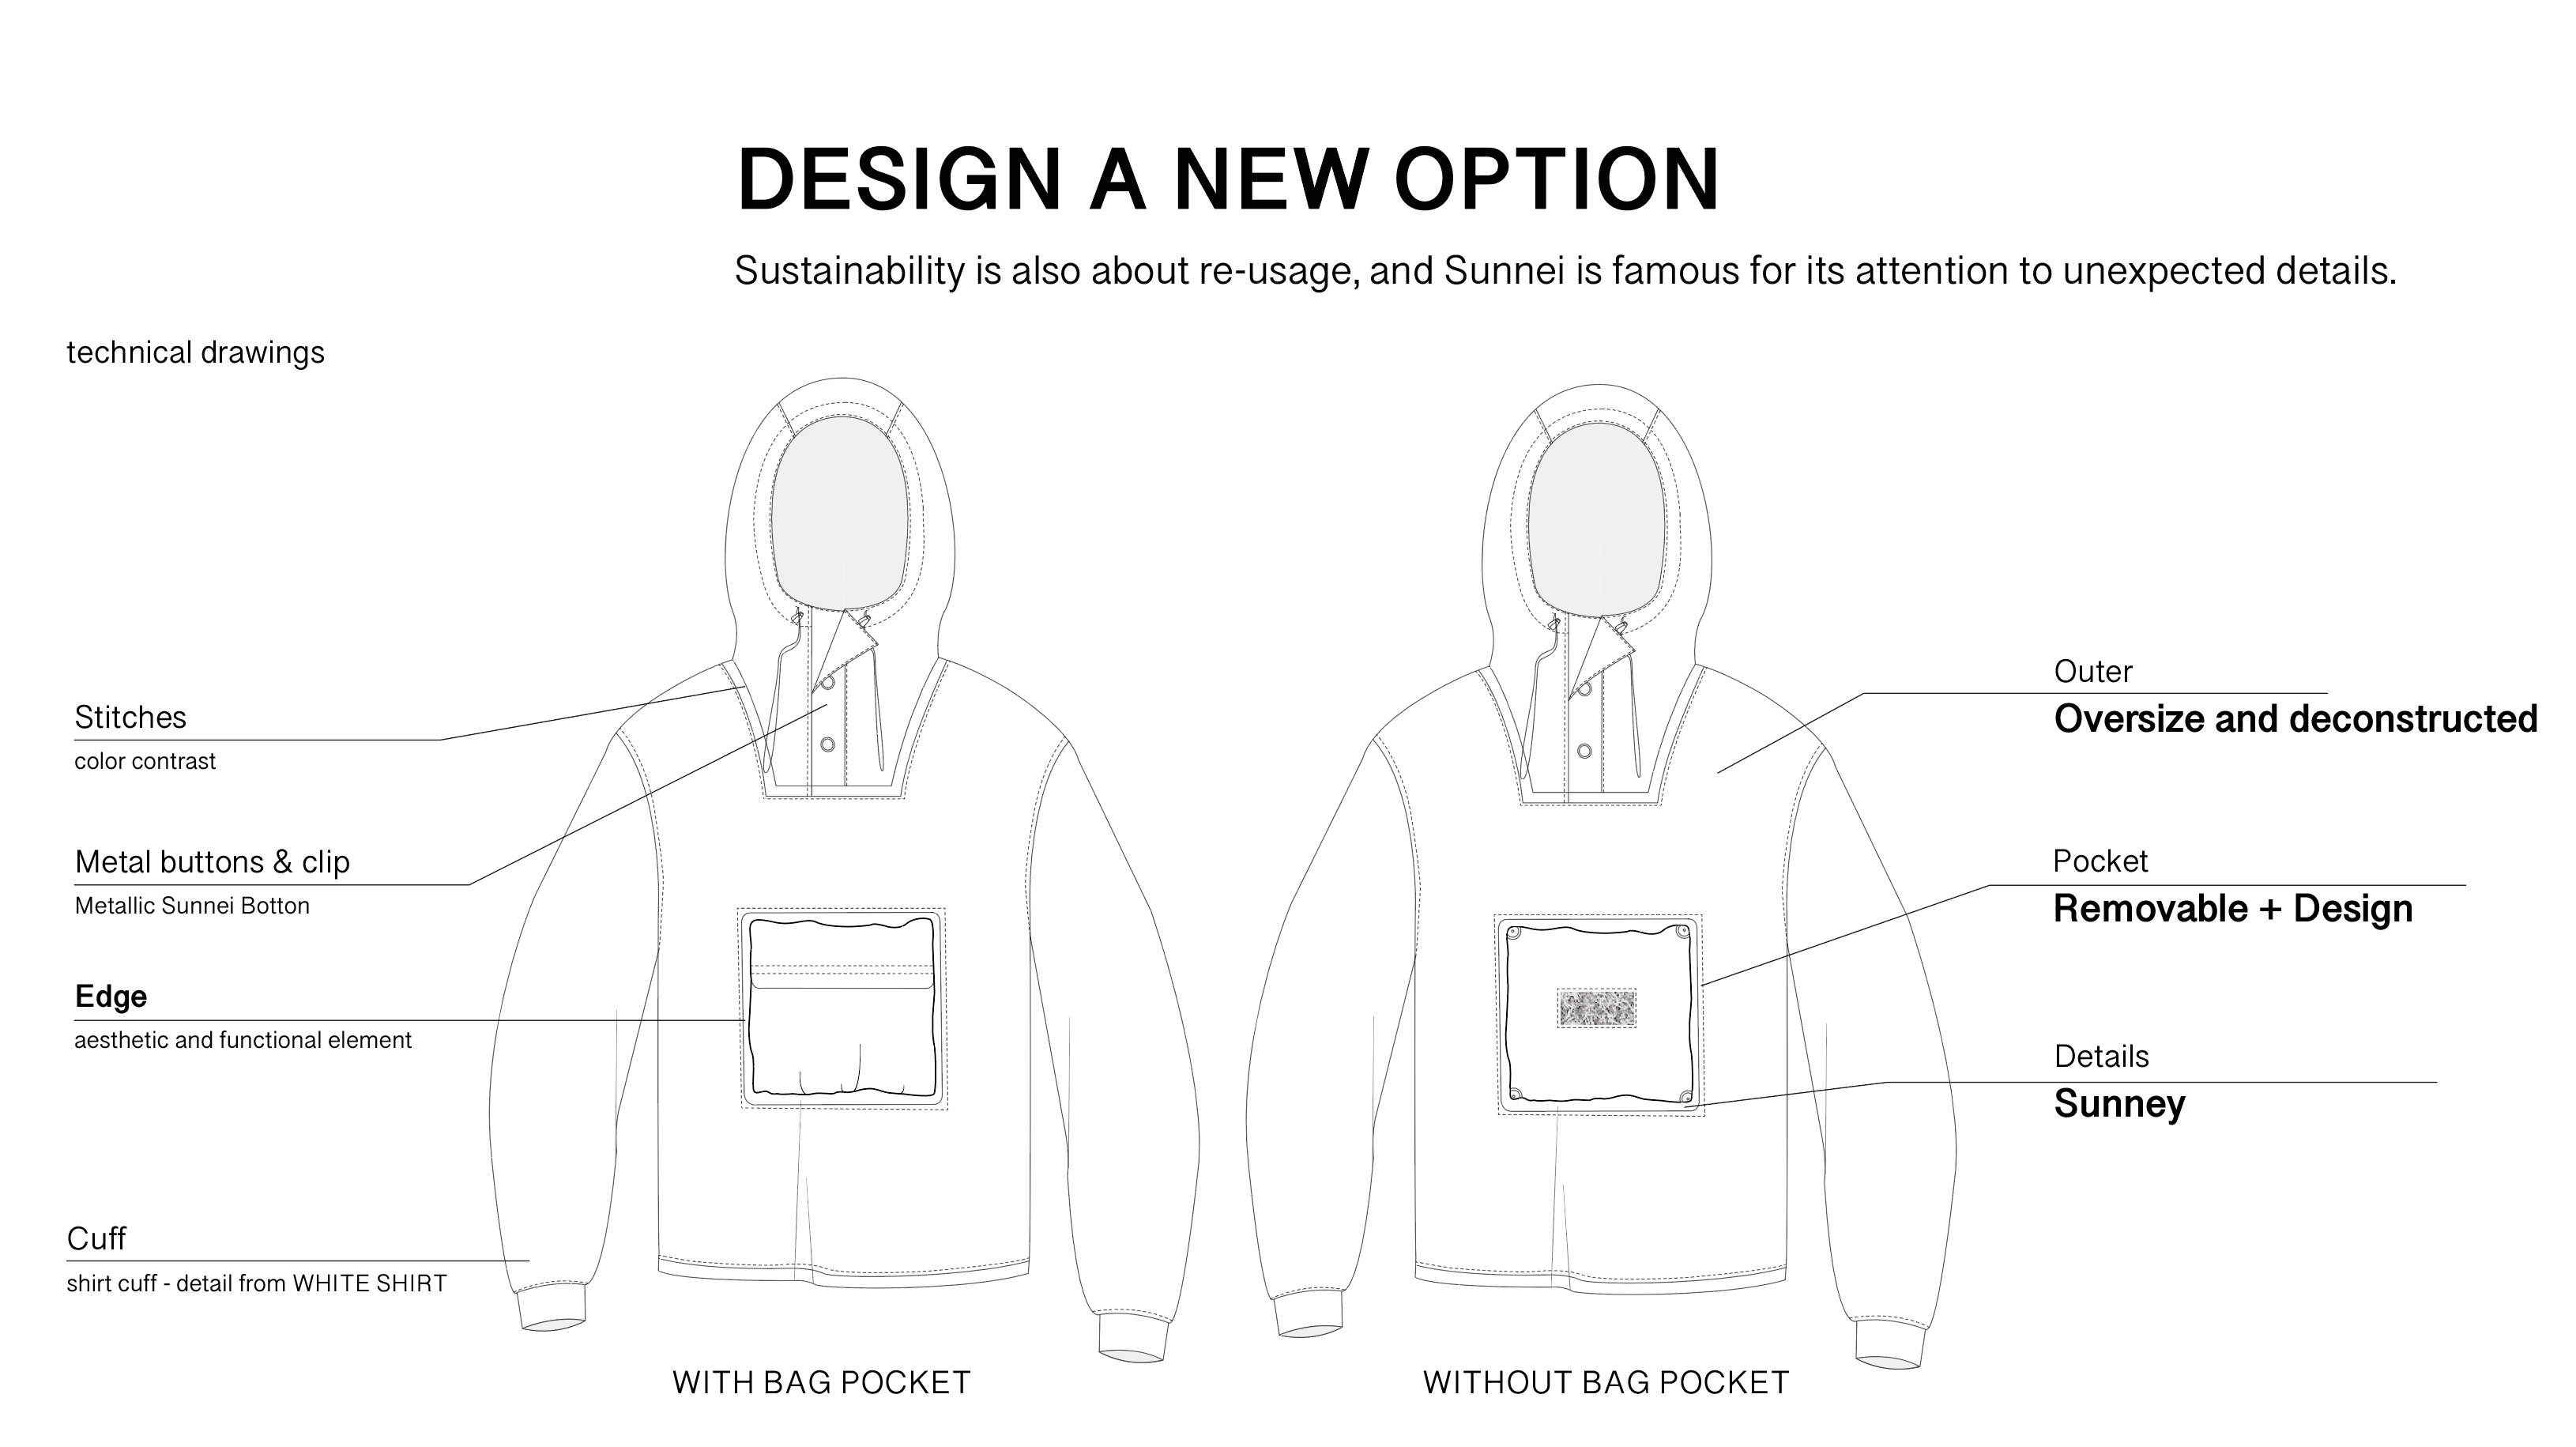 DESIGN A NEW OPTION
Sustainability is also about re-usage, and Sunnei is famous for its attention to unexpected details.
technical drawings
Stitches
color contrast
Metal buttons & clip
Metallic Sunnei Botton
Edge
aesthetic and functional element
Cuff
shirt cuff - detail from WHITE SHIRT
Outer
Oversize and deconstructed
Pocket
Removable + Design
Details
Sunney
WITH BAG POCKET
WITHOUT BAG POCKET